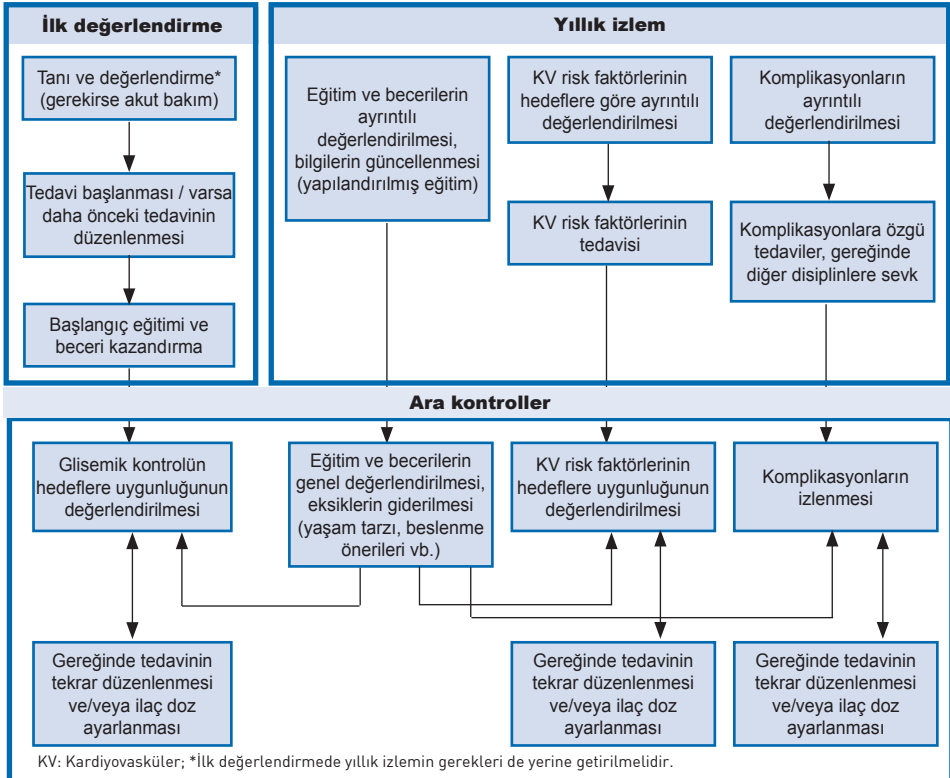 İlk değerlendirme
Tanı ve değerlendirme*
(gerekirse akut bakım)
Tedavi başlanması / varsa
daha önceki tedavinin
düzenlenmesi
Başlangıç eğitimi ve
beceri kazandırma
Yıllık izlem
Eğitim ve becerilerin
ayrıntılı
değerlendirilmesi,
bilgilerin güncellenmesi
(yapılandırılmış eğitim)
KV risk faktörlerinin
hedeflere göre ayrıntılı
değerlendirilmesi
KV risk faktörlerinin
tedavisi
Komplikasyonların
ayrıntılı
değerlendirilmesi
Komplikasyonlara özgü
tedaviler, gereğinde
diğer disiplinlere sevk
Ara kontroller
Glisemik kontrolün
hedeflere uygunluğunun
değerlendirilmesi
Eğitim ve becerilerin
genel değerlendirilmesi,
eksiklerin giderilmesi
(yaşam tarzı, beslenme
önerileri vb.)
KV risk faktörlerinin
hedeflere uygunluğunun
değerlendirilmesi
Komplikasyonların
izlenmesi
Gereğinde tedavinin
tekrar düzenlenmesi
ve/veya ilaç doz
ayarlanması
Gereğinde tedavinin
tekrar düzenlenmesi
ve/veya ilaç doz
ayarlanması
Gereğinde tedavinin
tekrar düzenlenmesi
ve/veya ilaç doz
ayarlanması
KV: Kardiyovasküler; *İlk değerlendirmede yıllık izlemin gerekleri de yerine getirilmelidir.